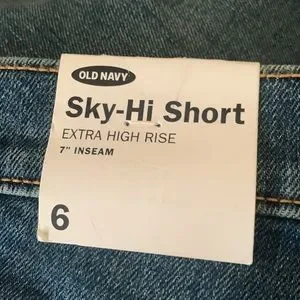 OLD NAVY
Sky-Hi Short
EXTRA HIGH RISE
7" INSEAM
6